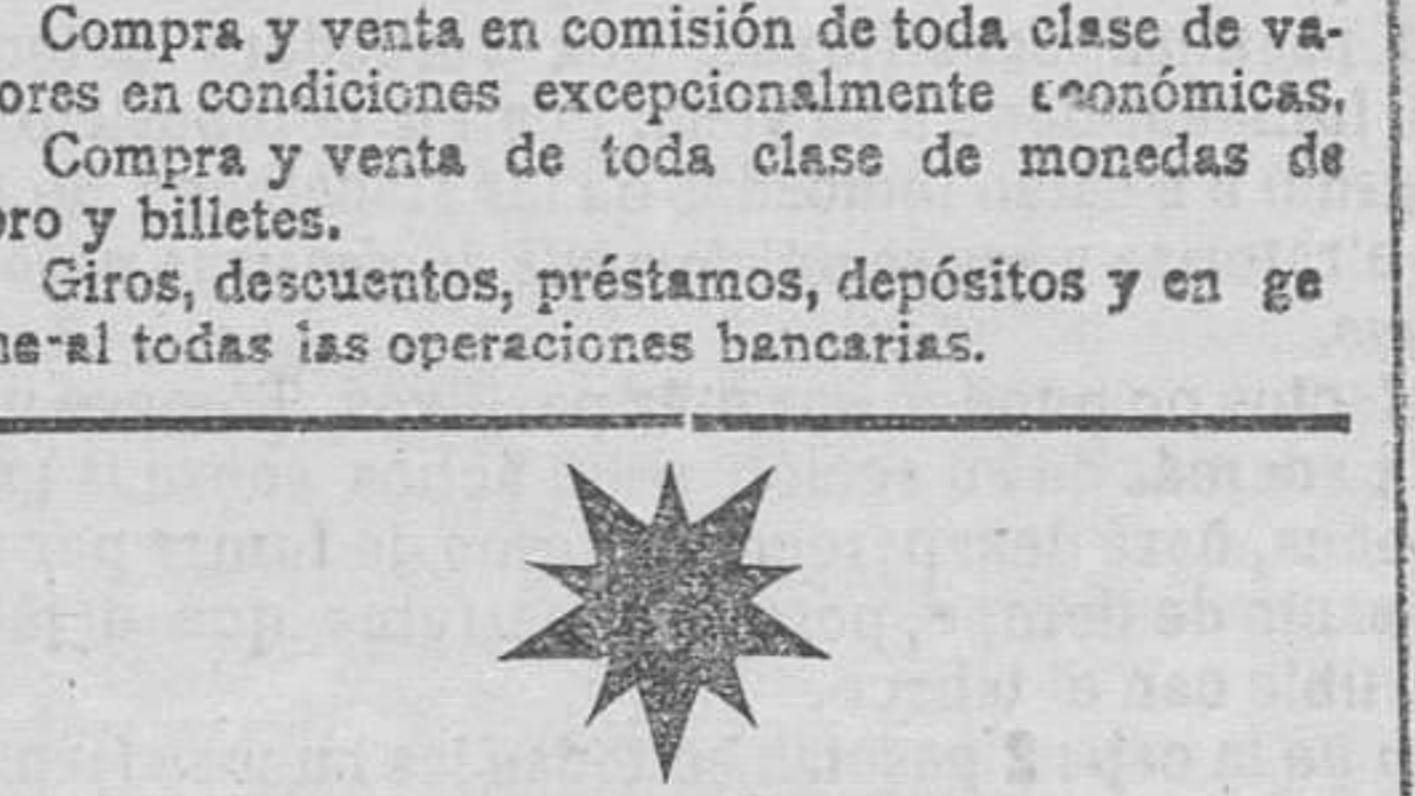 Compra y venta en comisión de toda clase de va-
ores en condiciones excepcionalmente económicas.
Compra y venta de toda clase de monedas de
oro y billetes.
Giros, descuentos, préstamos, depósitos y en ge
neral todas las operaciones bancarias.